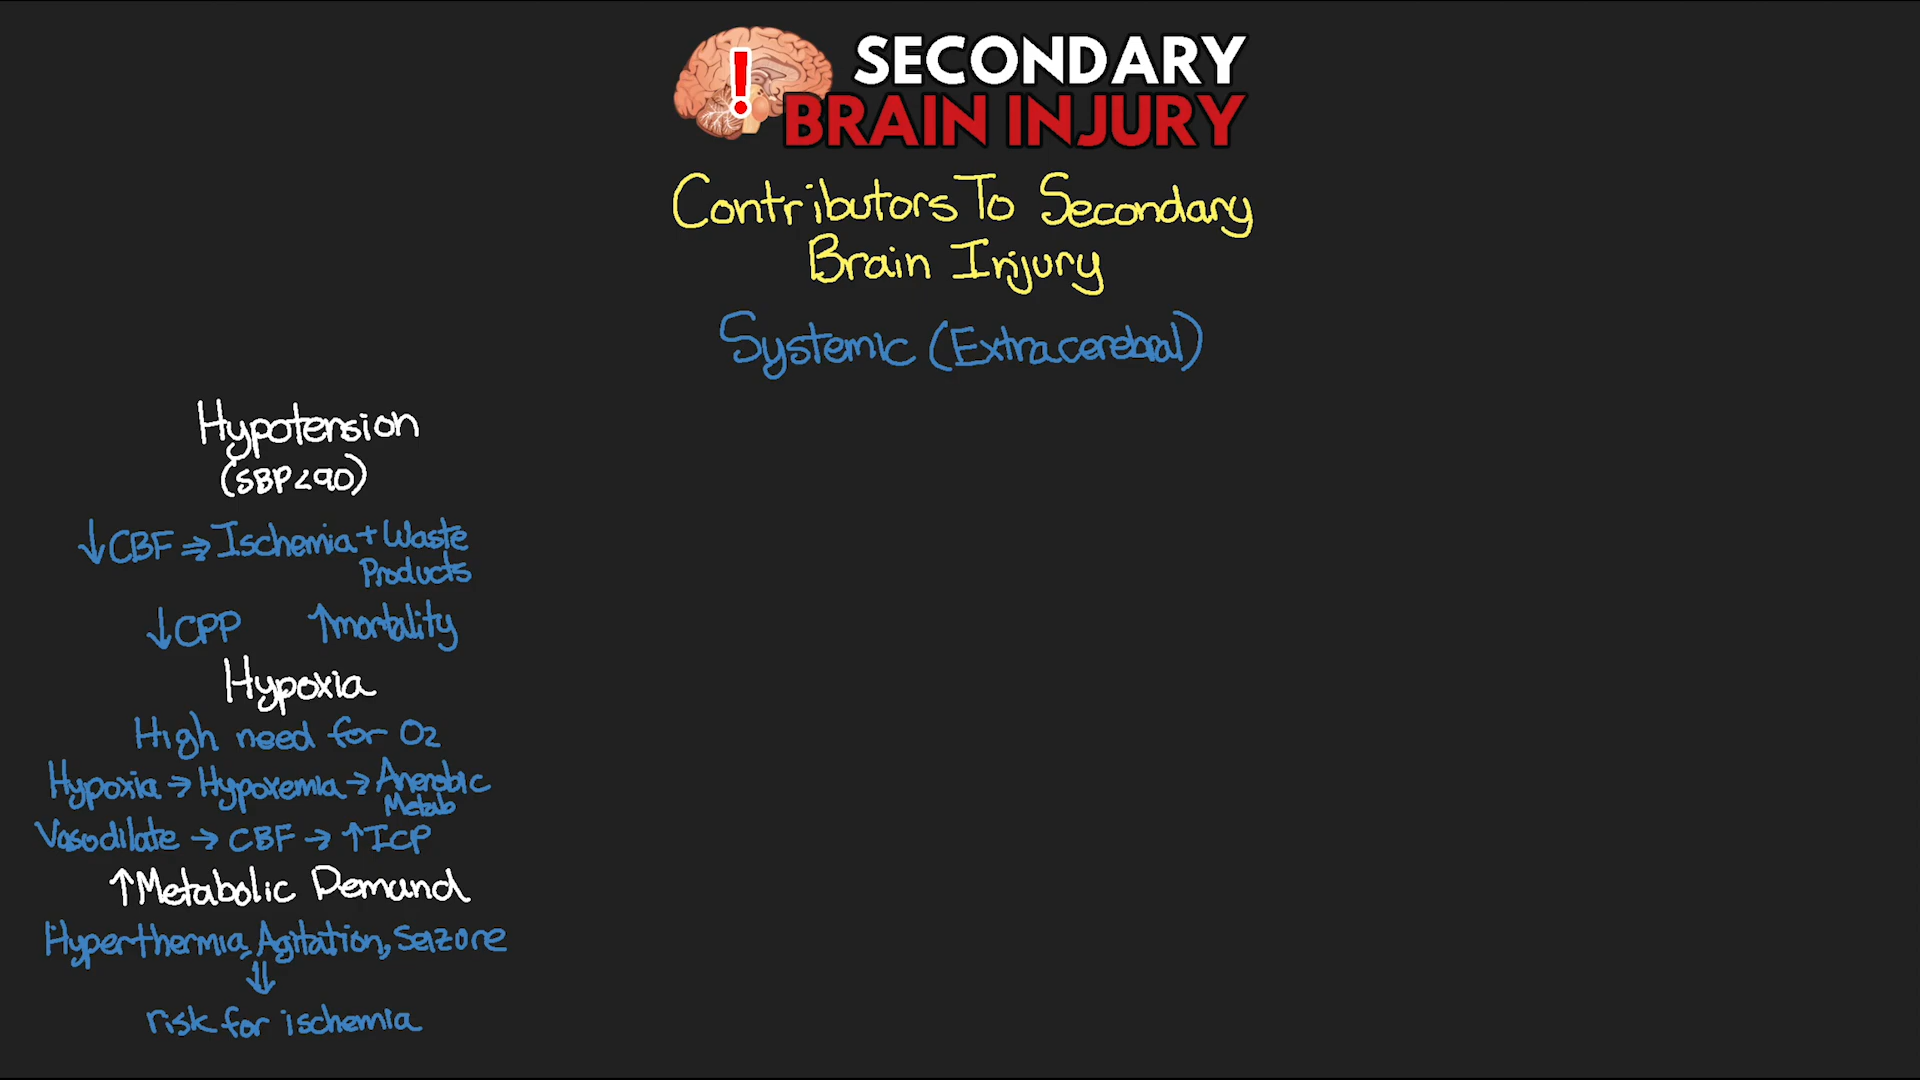 SECONDARY
BRAIN INJURY
Contributors To Secondary
Brain Injury
Systemic (Extracerebral)
Hypotension
(SBP<90)
↓CBF ⇒ Ischemia + Waste
Products
↓CPP ↑mortality
Hypoxia
High need for O2
Hypoxia → Hypoxemia → Anerobic
Metab
Vasodilate → CBF → ↑ICP
↑Metabolic Demand
Hyperthermia, Agitation, Seizure
⇓
risk for ischemia